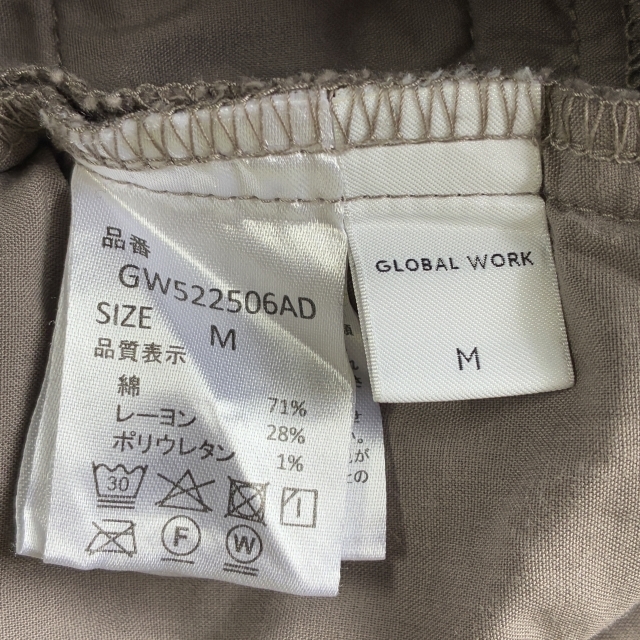 品番
GW522506AD
SIZE M
品質表示
綿 71%
レーヨン 28%
ポリウレタン 1%
30
F
W
GLOBAL WORK
M